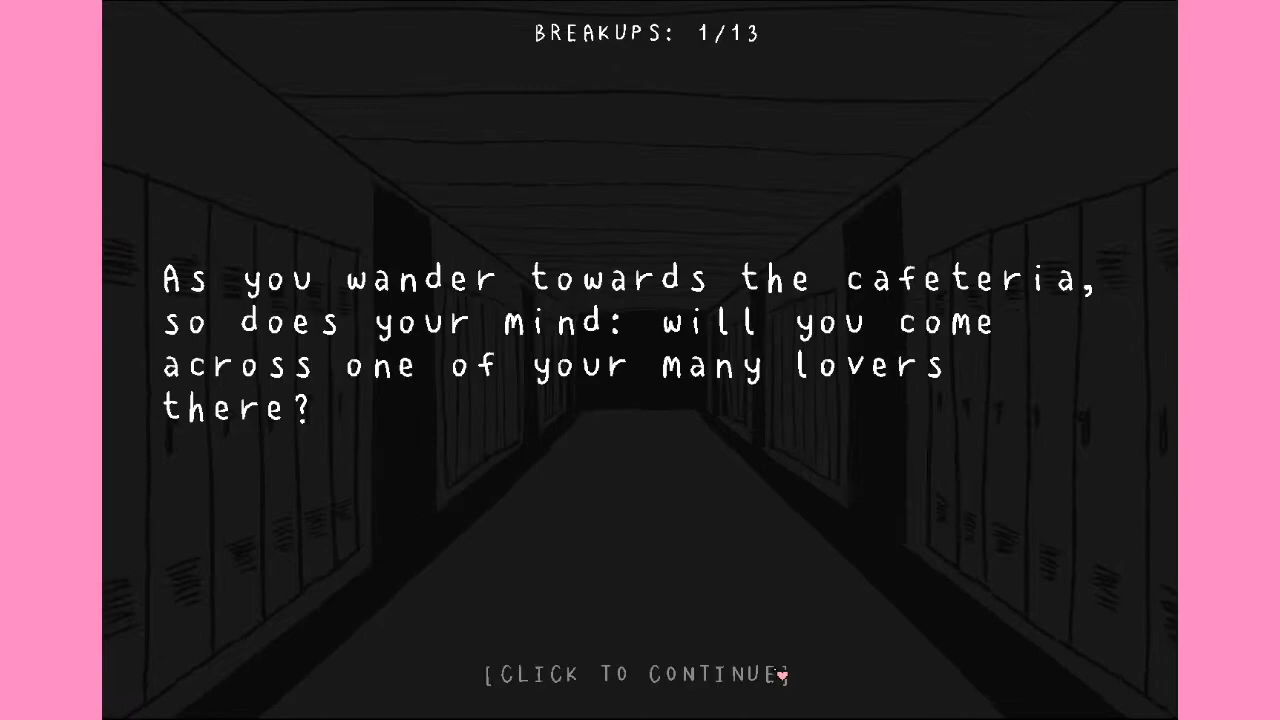 BREAKUPS: 1/13
As you wander towards the cafeteria,
so does your mind: will you come
across one of your many lovers
there?
[CLICK TO CONTINUE]